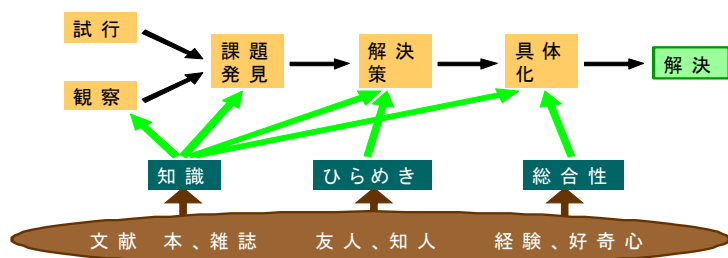 試行
観察
課題
発見
解決
策
具体
化
解決
知識
ひらめき
総合性
文献 本、雑誌
友人、知人
経験、好奇心